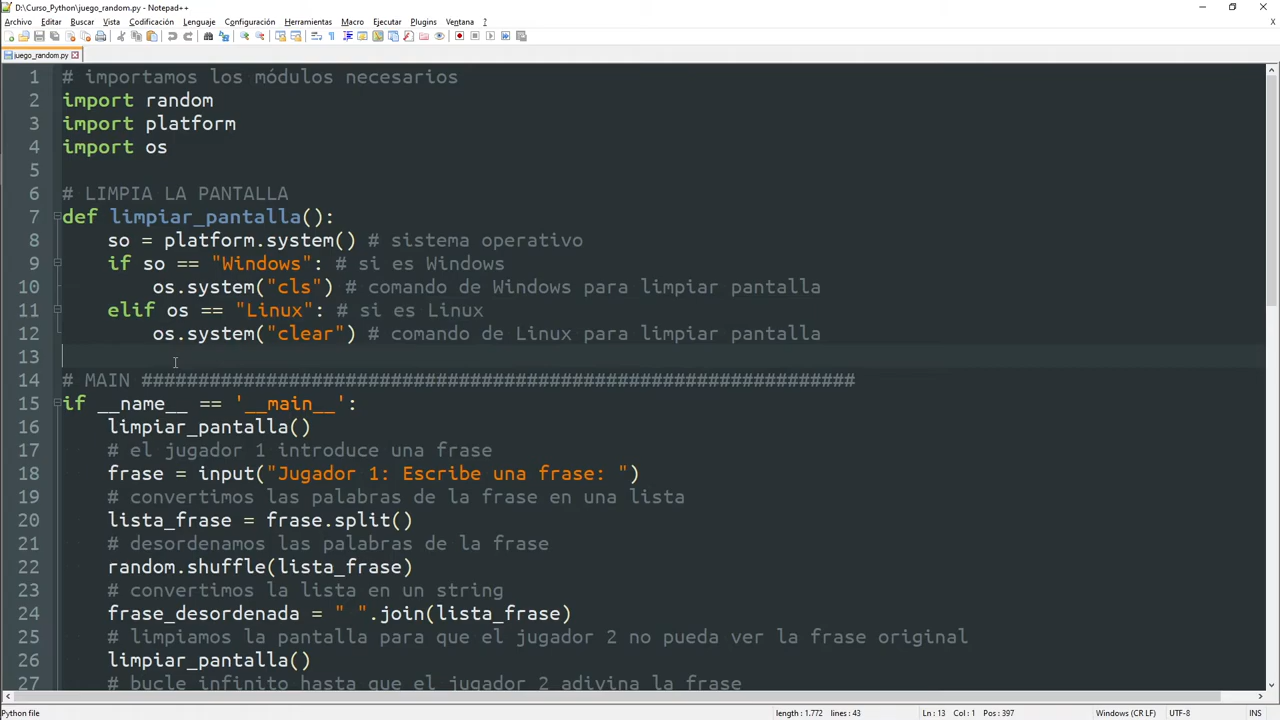 D:\Curso_Python\juego_random.py - Notepad++
Archivo Editar Buscar Vista Codificación Lenguaje Configuración Herramientas Macro Ejecutar Plugins Ventana ?
juego_random.py
1 # importamos los módulos necesarios
2 import random
3 import platform
4 import os
5
6 # LIMPIA LA PANTALLA
7 def limpiar_pantalla():
8 so = platform.system() # sistema operativo
9 if so == "Windows": # si es Windows
10 os.system("cls") # comando de Windows para limpiar pantalla
11 elif os == "Linux": # si es Linux
12 os.system("clear") # comando de Linux para limpiar pantalla
13
14 # MAIN ###############################################################
15 if __name__ == '__main__':
16 limpiar_pantalla()
17 # el jugador 1 introduce una frase
18 frase = input("Jugador 1: Escribe una frase: ")
19 # convertimos las palabras de la frase en una lista
20 lista_frase = frase.split()
21 # desordenamos las palabras de la frase
22 random.shuffle(lista_frase)
23 # convertimos la lista en un string
24 frase_desordenada = " ".join(lista_frase)
25 # limpiamos la pantalla para que el jugador 2 no pueda ver la frase original
26 limpiar_pantalla()
27 # bucle infinito hasta que el jugador 2 adivina la frase
Python file length : 1.772 lines : 43 Ln : 13 Col : 1 Pos : 397 Windows (CR LF) UTF-8 INS